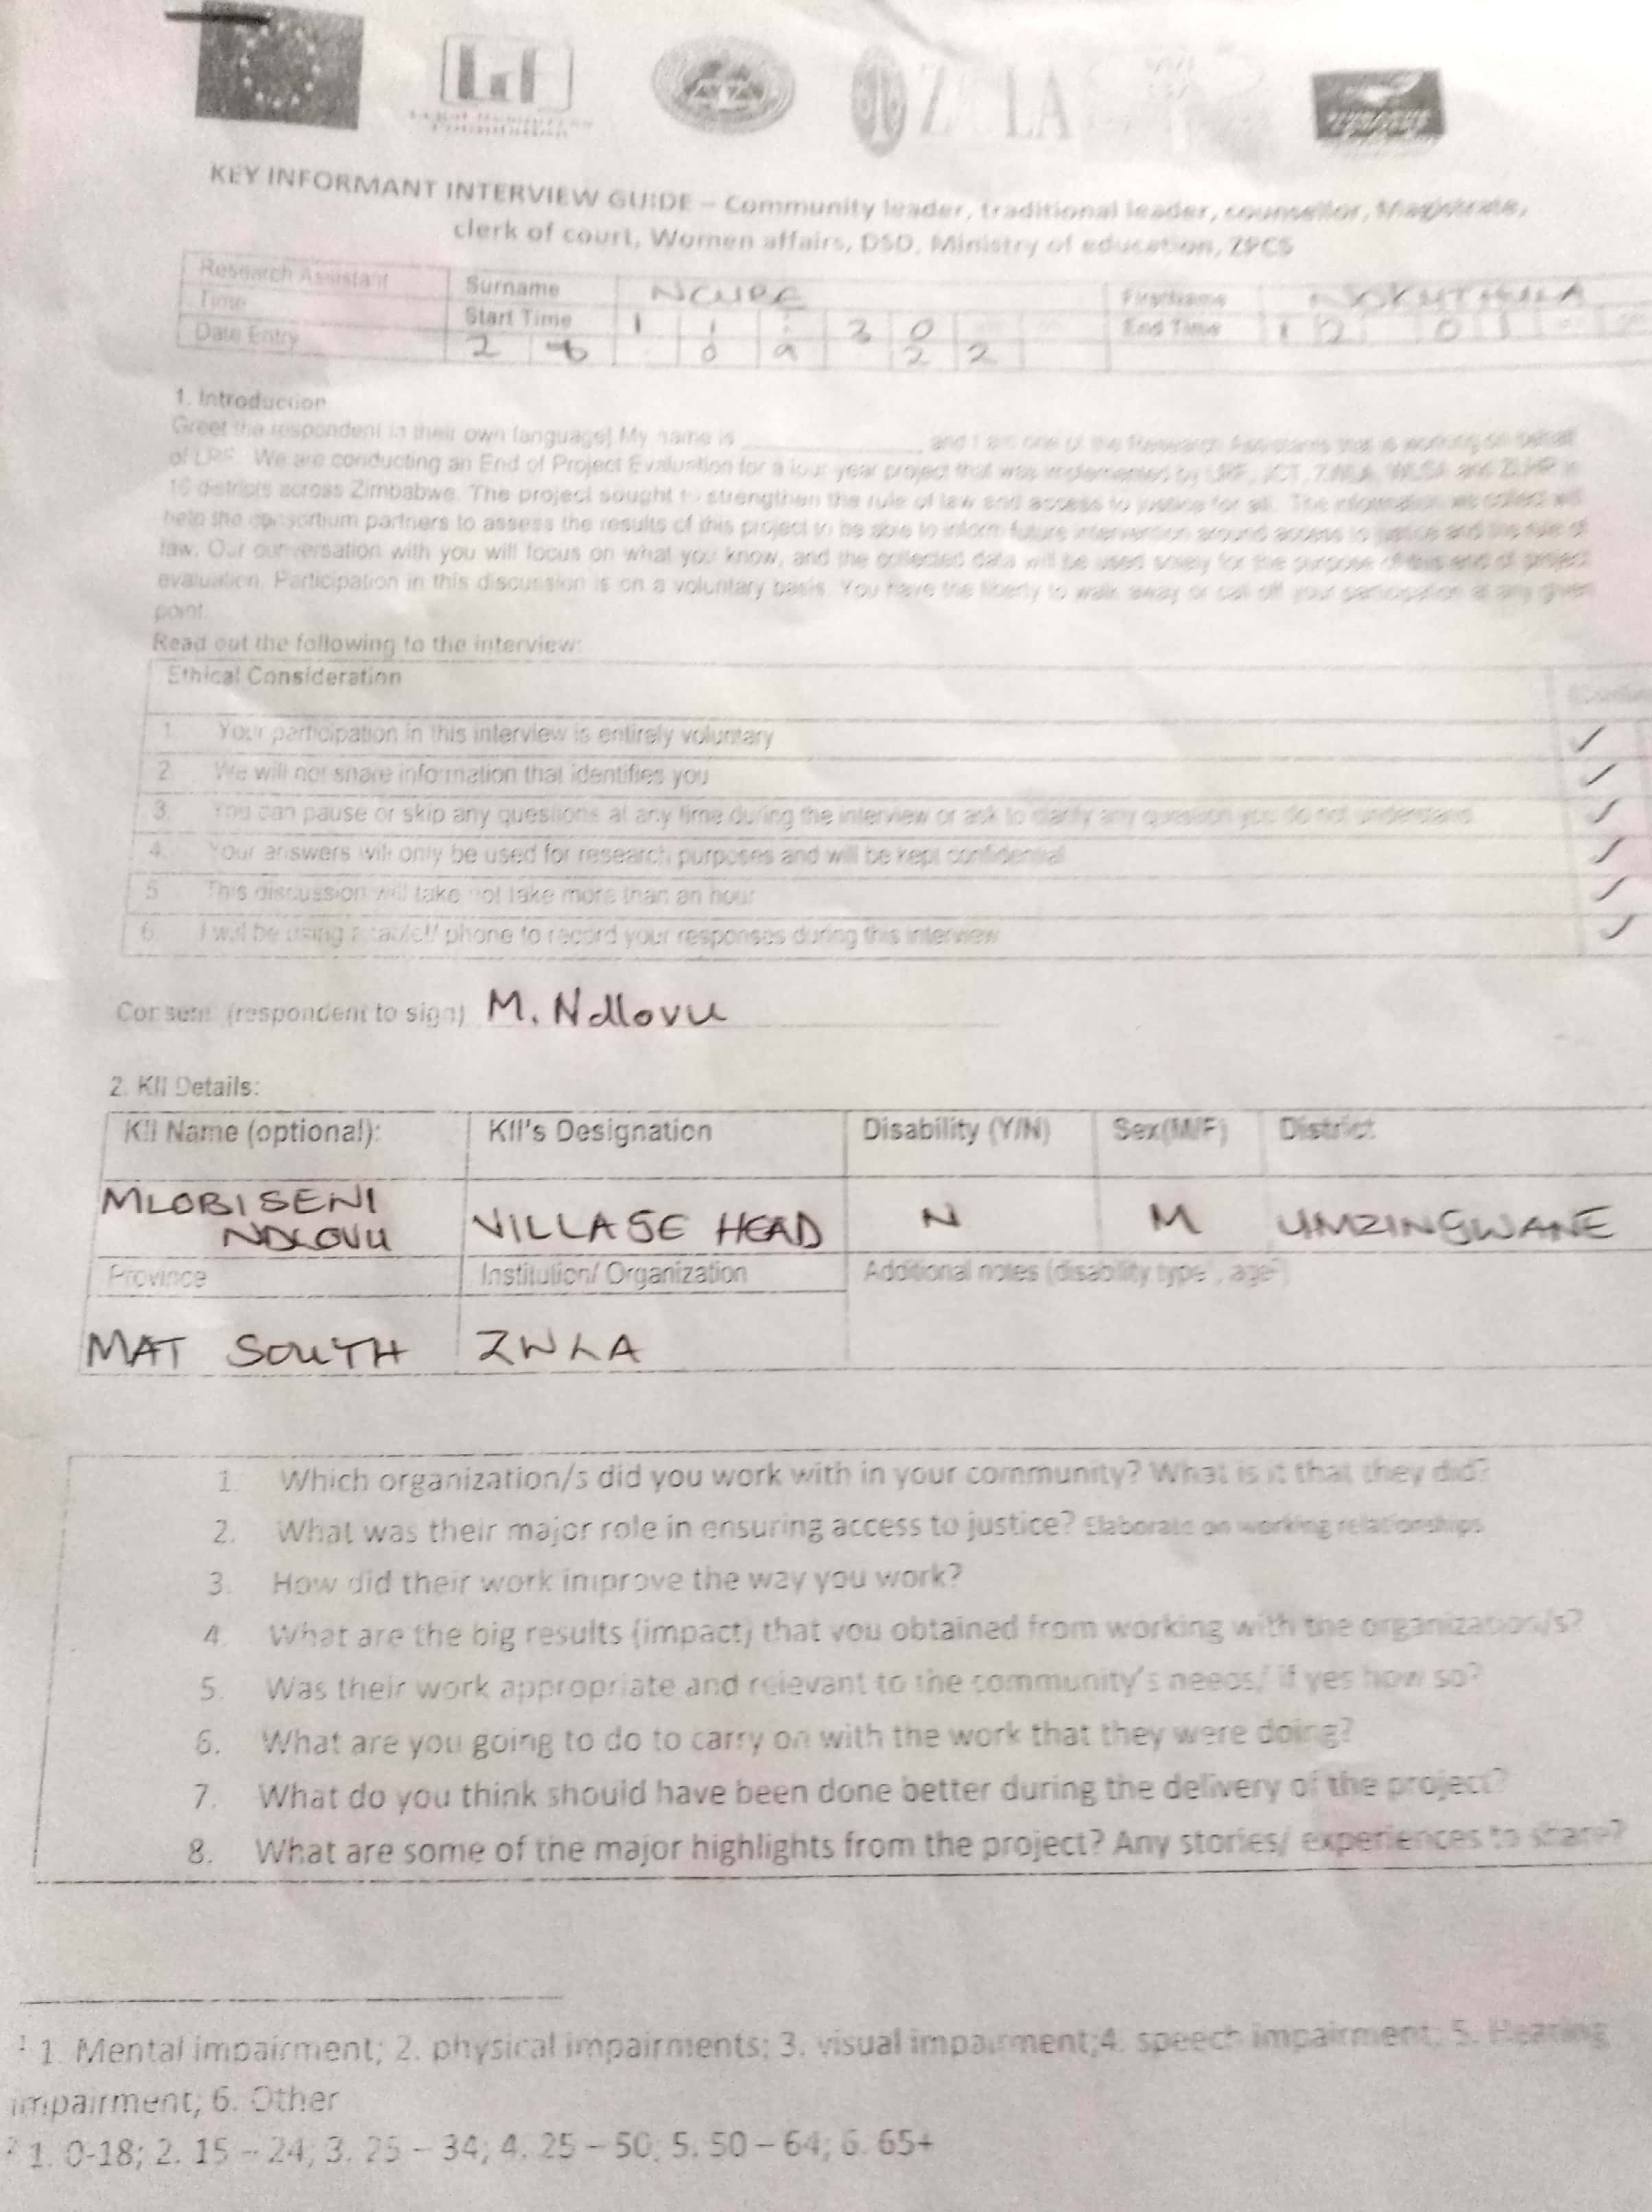 KEY INFORMANT INTERVIEW GUIDE – Community leader, traditional leader, counsellor, Magistrate,
clerk of court, Women affairs, DSD, Ministry of education, ZPCS
Research Assistant Surname NCUBE Firstname NOKUTHULA
Time Start Time 11:30 End Time 12 01
Date Entry 2 8 0 9 2 2
1. Introduction
Greet the respondent in their own language) My name is ____________ and I am one of the Research Assistants that is working on behalf
of LRF. We are conducting an End of Project Evaluation for a four year project that was implemented by LRF, JCT, ZWLA, WLSA and ZLHR in
districts across Zimbabwe. The project sought to strengthen the rule of law and access to justice for all. The information we collect will
help the consortium partners to assess the results of this project to be able to inform future intervention around access to justice and the rule of
law. Our conversation with you will focus on what you know, and the collected data will be used solely for the purpose of this end of project
evaluation. Participation in this discussion is on a voluntary basis. You have the liberty to walk away or call off your participation at any given
point.
Read out the following to the interview:
Ethical Consideration
1. Your participation in this interview is entirely voluntary ✓
2. We will not share information that identifies you ✓
3. You can pause or skip any questions at any time during the interview or ask to clarify any question you do not understand ✓
4. Your answers will only be used for research purposes and will be kept confidential ✓
5 This discussion will take not take more than an hour ✓
6. I will be using a tablet/ phone to record your responses during this interview ✓
Consent (respondent to sign) M. Ndlovu
2. KII Details:
KII Name (optional): KII's Designation Disability (Y/N) Sex(M/F) District
MLOBISENI
NDLOVU VILLAGE HEAD N M UMZINGWANE
Province Institution/ Organization Additional notes (disability type¹, age²)
MAT SOUTH ZWLA
1. Which organization/s did you work with in your community? What is it that they did?
2. What was their major role in ensuring access to justice? Elaborate on working relationships
3. How did their work improve the way you work?
4. What are the big results (impact) that you obtained from working with the organization/s?
5. Was their work appropriate and relevant to the community's needs/ if yes how so?
6. What are you going to do to carry on with the work that they were doing?
7. What do you think should have been done better during the delivery of the project?
8. What are some of the major highlights from the project? Any stories/ experiences to share?
¹ 1. Mental impairment; 2. physical impairments; 3. visual impairment;4. speech impairment; 5. Hearing
impairment; 6. Other
² 1. 0-18; 2. 15 – 24; 3. 25 – 34; 4. 25 – 50; 5. 50 – 64; 6. 65+